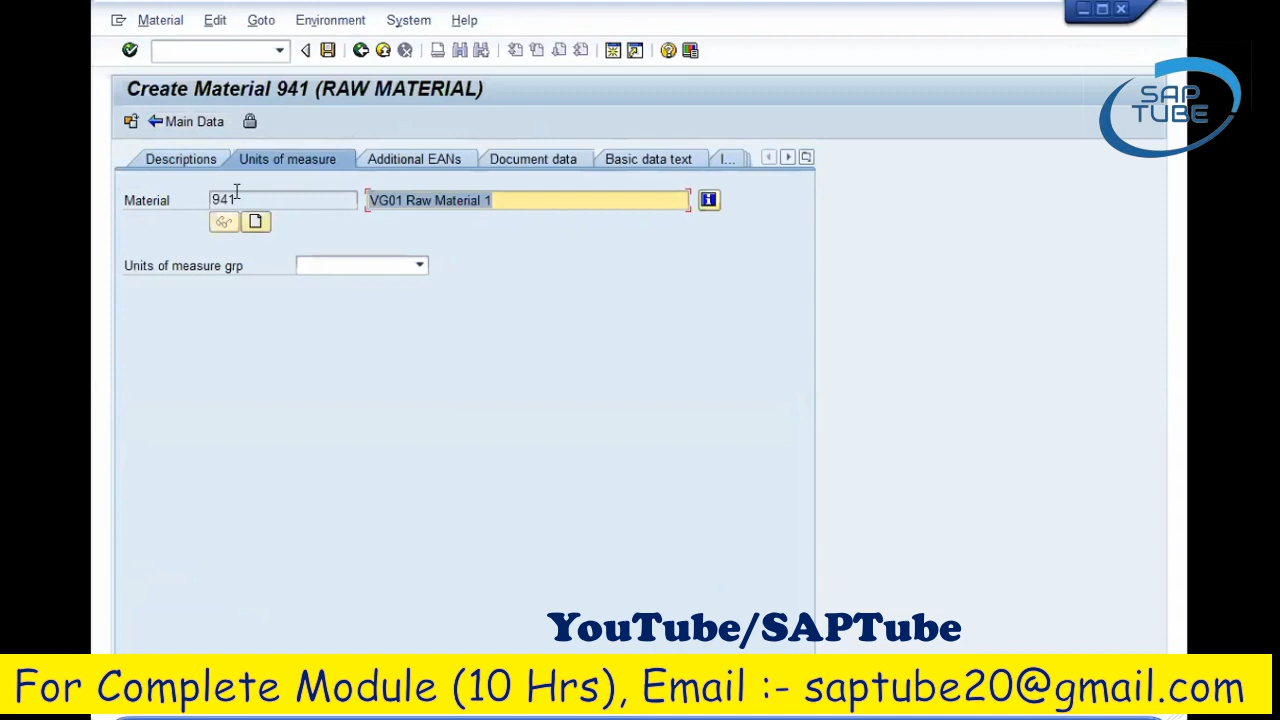 Material Edit Goto Environment System Help
Create Material 941 (RAW MATERIAL)
SAP
TUBE
Main Data
Descriptions Units of measure Additional EANs Document data Basic data text I...
Material 941 VG01 Raw Material 1
Units of measure grp
YouTube/SAPTube
For Complete Module (10 Hrs), Email :- saptube20@gmail.com